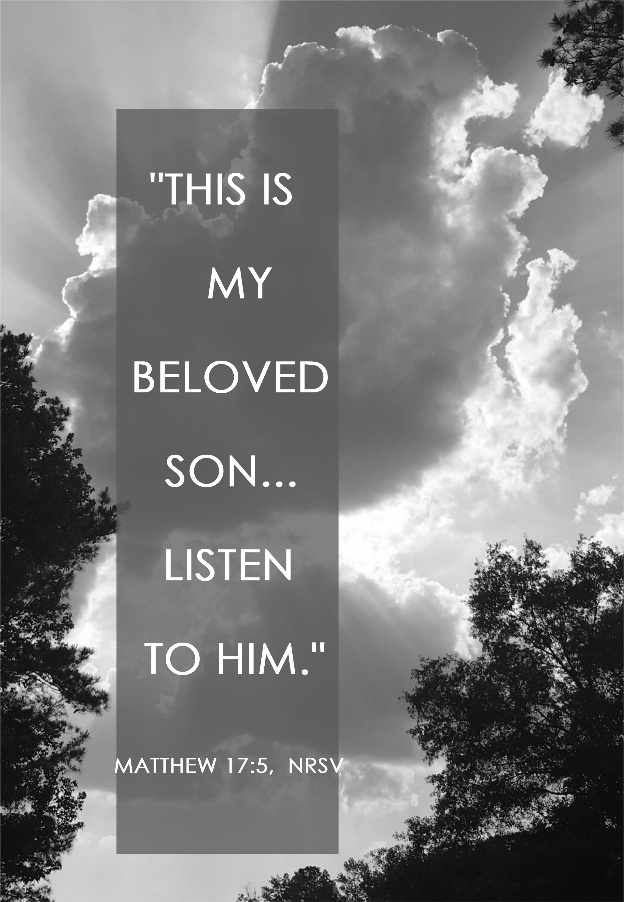 "THIS IS
MY
BELOVED
SON...
LISTEN
TO HIM."
MATTHEW 17:5, NRSV